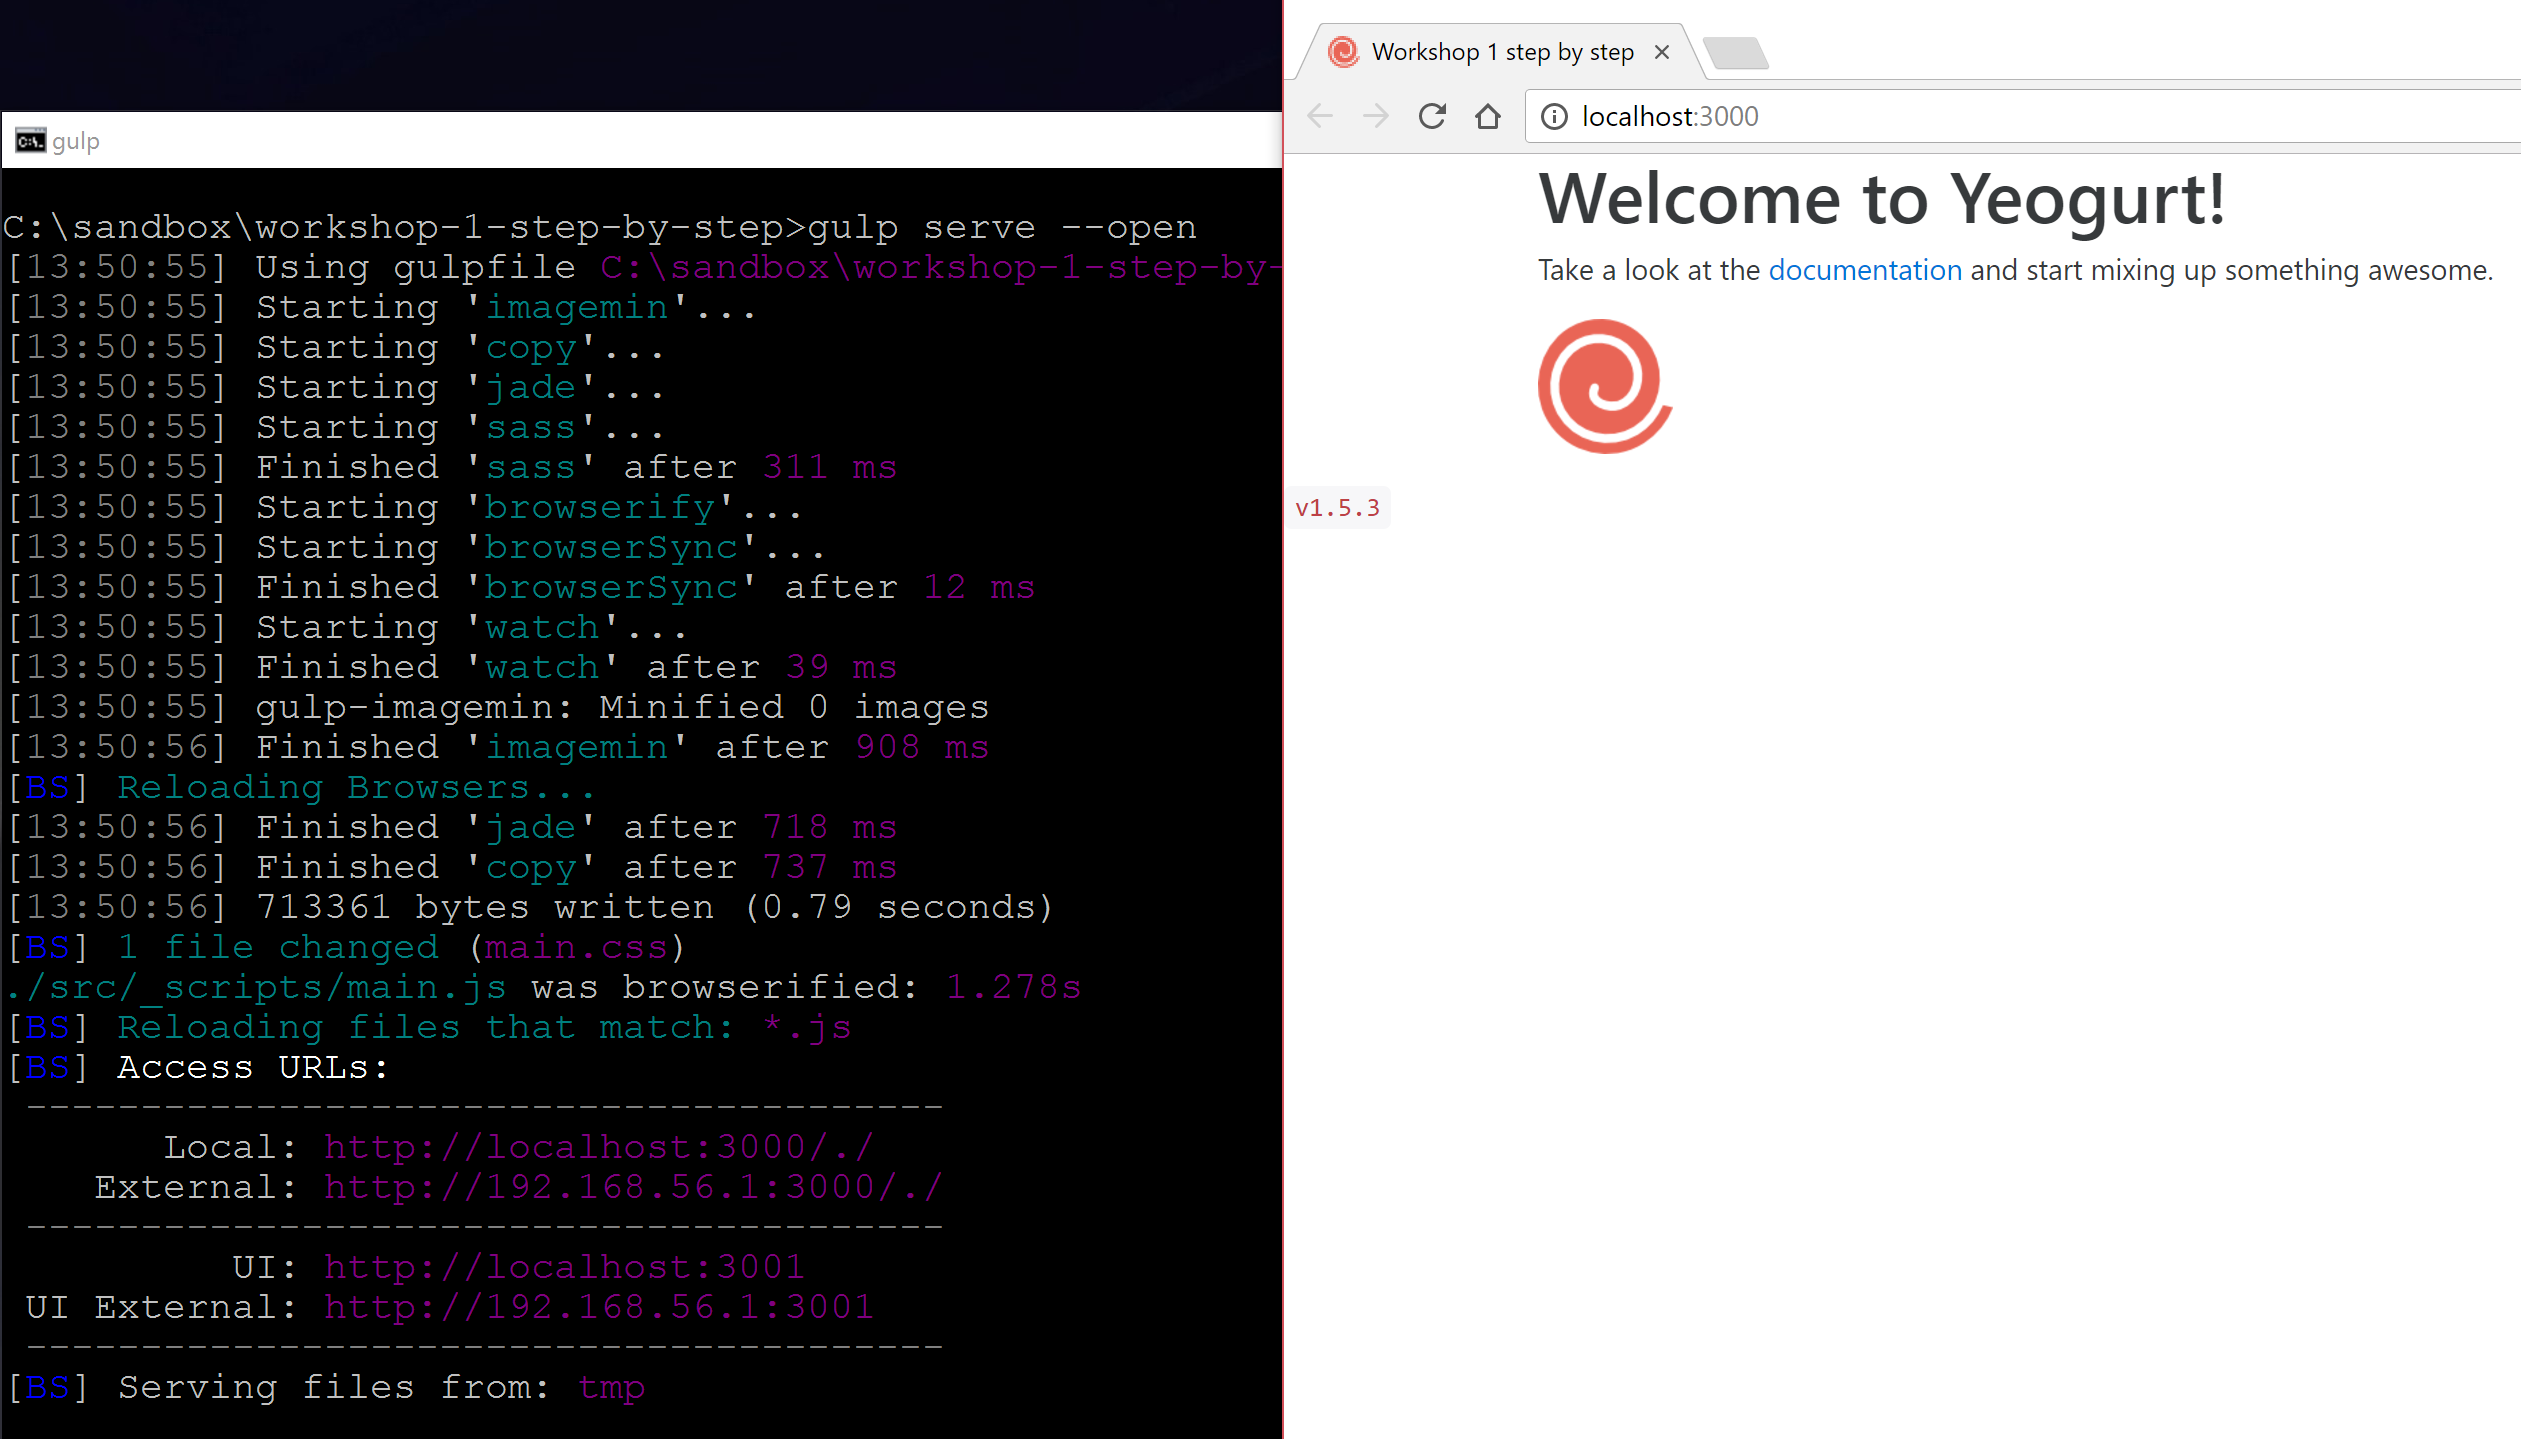 gulp
C:\sandbox\workshop-1-step-by-step>gulp serve --open
[13:50:55] Using gulpfile C:\sandbox\workshop-1-step-by-
[13:50:55] Starting 'imagemin'...
[13:50:55] Starting 'copy'...
[13:50:55] Starting 'jade'...
[13:50:55] Starting 'sass'...
[13:50:55] Finished 'sass' after 311 ms
[13:50:55] Starting 'browserify'...
[13:50:55] Starting 'browserSync'...
[13:50:55] Finished 'browserSync' after 12 ms
[13:50:55] Starting 'watch'...
[13:50:55] Finished 'watch' after 39 ms
[13:50:55] gulp-imagemin: Minified 0 images
[13:50:56] Finished 'imagemin' after 908 ms
[BS] Reloading Browsers...
[13:50:56] Finished 'jade' after 718 ms
[13:50:56] Finished 'copy' after 737 ms
[13:50:56] 713361 bytes written (0.79 seconds)
[BS] 1 file changed (main.css)
./src/_scripts/main.js was browserified: 1.278s
[BS] Reloading files that match: *.js
[BS] Access URLs:
----------------------------------------
Local: http://localhost:3000/./
External: http://192.168.56.1:3000/./
----------------------------------------
UI: http://localhost:3001
UI External: http://192.168.56.1:3001
----------------------------------------
[BS] Serving files from: tmp
Workshop 1 step by step
localhost:3000
Welcome to Yeogurt!
Take a look at the documentation and start mixing up something awesome.
v1.5.3